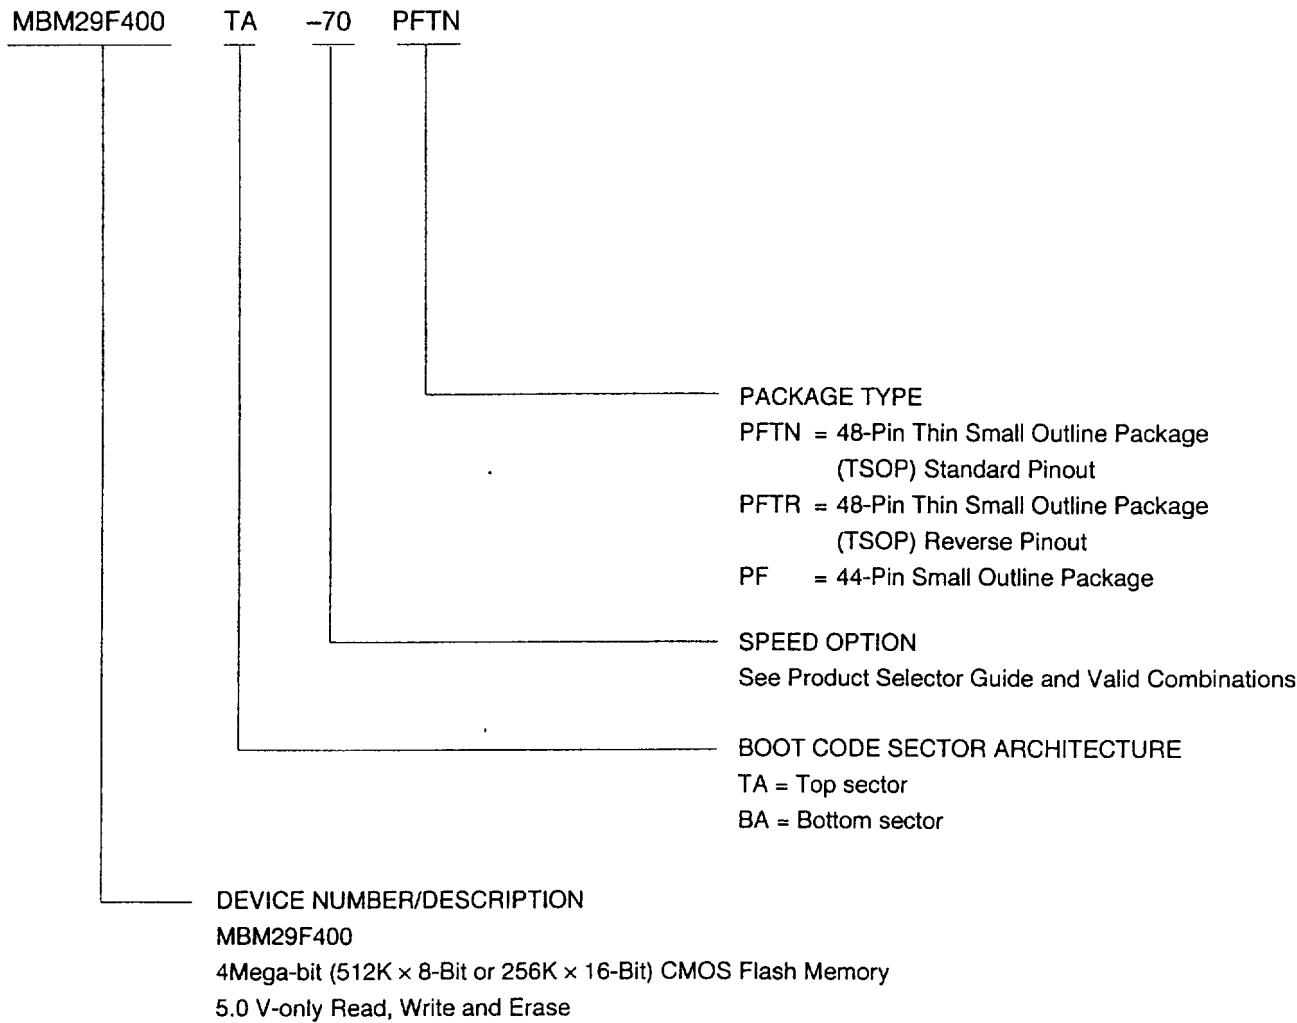 MBM29F400 TA –70 PFTN
PACKAGE TYPE
PFTN = 48-Pin Thin Small Outline Package
(TSOP) Standard Pinout
PFTR = 48-Pin Thin Small Outline Package
(TSOP) Reverse Pinout
PF = 44-Pin Small Outline Package
SPEED OPTION
See Product Selector Guide and Valid Combinations
BOOT CODE SECTOR ARCHITECTURE
TA = Top sector
BA = Bottom sector
DEVICE NUMBER/DESCRIPTION
MBM29F400
4Mega-bit (512K × 8-Bit or 256K × 16-Bit) CMOS Flash Memory
5.0 V-only Read, Write and Erase